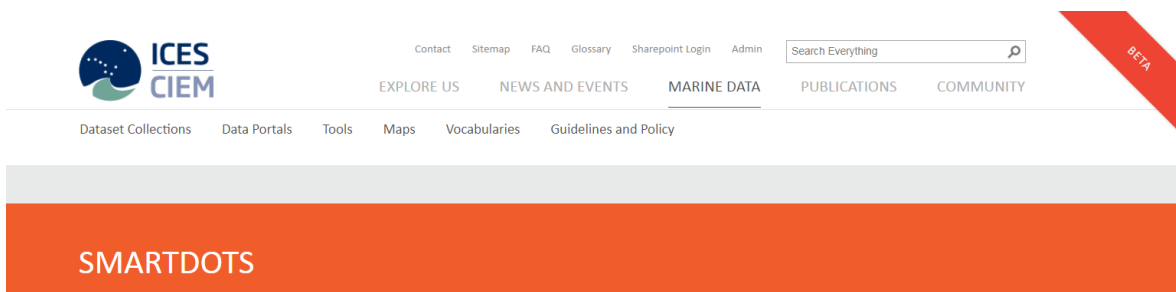 ICES
CIEM
Contact Sitemap FAQ Glossary Sharepoint Login Admin
Search Everything
BETA
EXPLORE US NEWS AND EVENTS MARINE DATA PUBLICATIONS COMMUNITY
Dataset Collections Data Portals Tools Maps Vocabularies Guidelines and Policy
SMARTDOTS